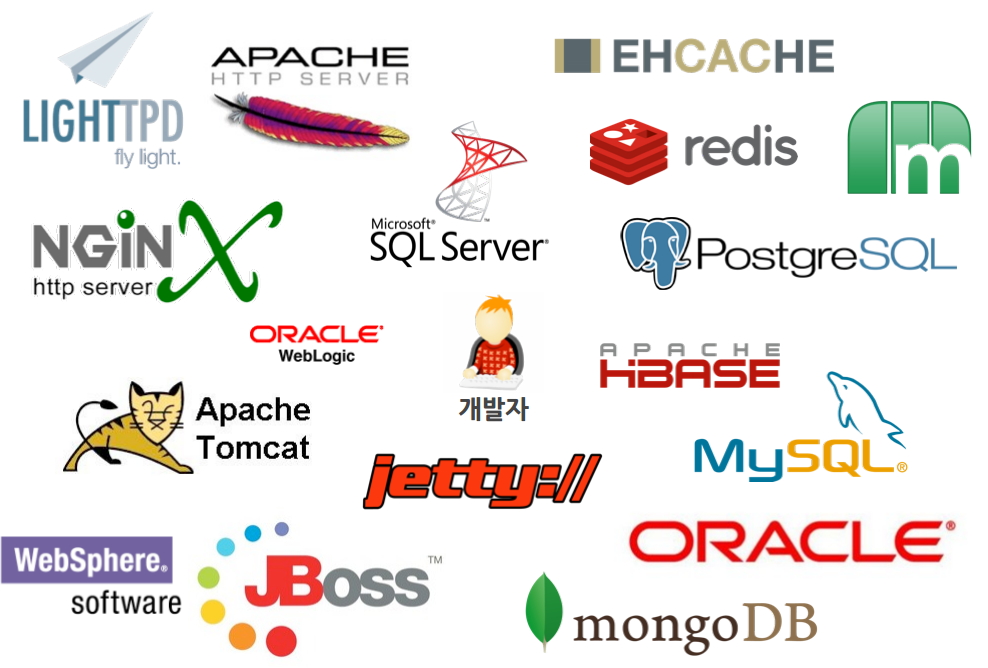 LIGHTTPD
fly light.
APACHE
HTTP SERVER
EHCACHE
redis
m
Microsoft®
SQL Server®
PostgreSQL
NGiNX
http server
ORACLE®
WebLogic
개발자
APACHE
HBASE
Apache
Tomcat
jetty://
MySQL®
WebSphere®
software
JBoss™
ORACLE®
mongoDB